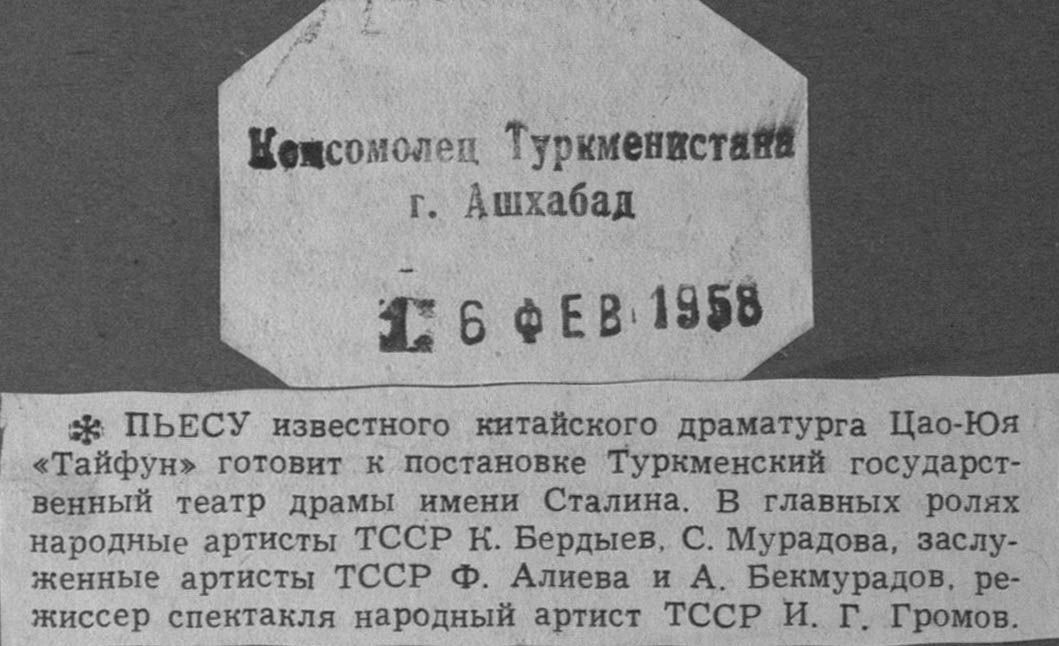 Комсомолец Туркменистана
г. Ашхабад
6 ФЕВ 1958
✽ ПЬЕСУ известного китайского драматурга Цао-Юя
«Тайфун» готовит к постановке Туркменский государст-
венный театр драмы имени Сталина. В главных ролях
народные артисты ТССР К. Бердыев, С. Мурадова, заслу-
женные артисты ТССР Ф. Алиева и А. Бекмурадов, ре-
жиссер спектакля народный артист ТССР И. Г. Громов.